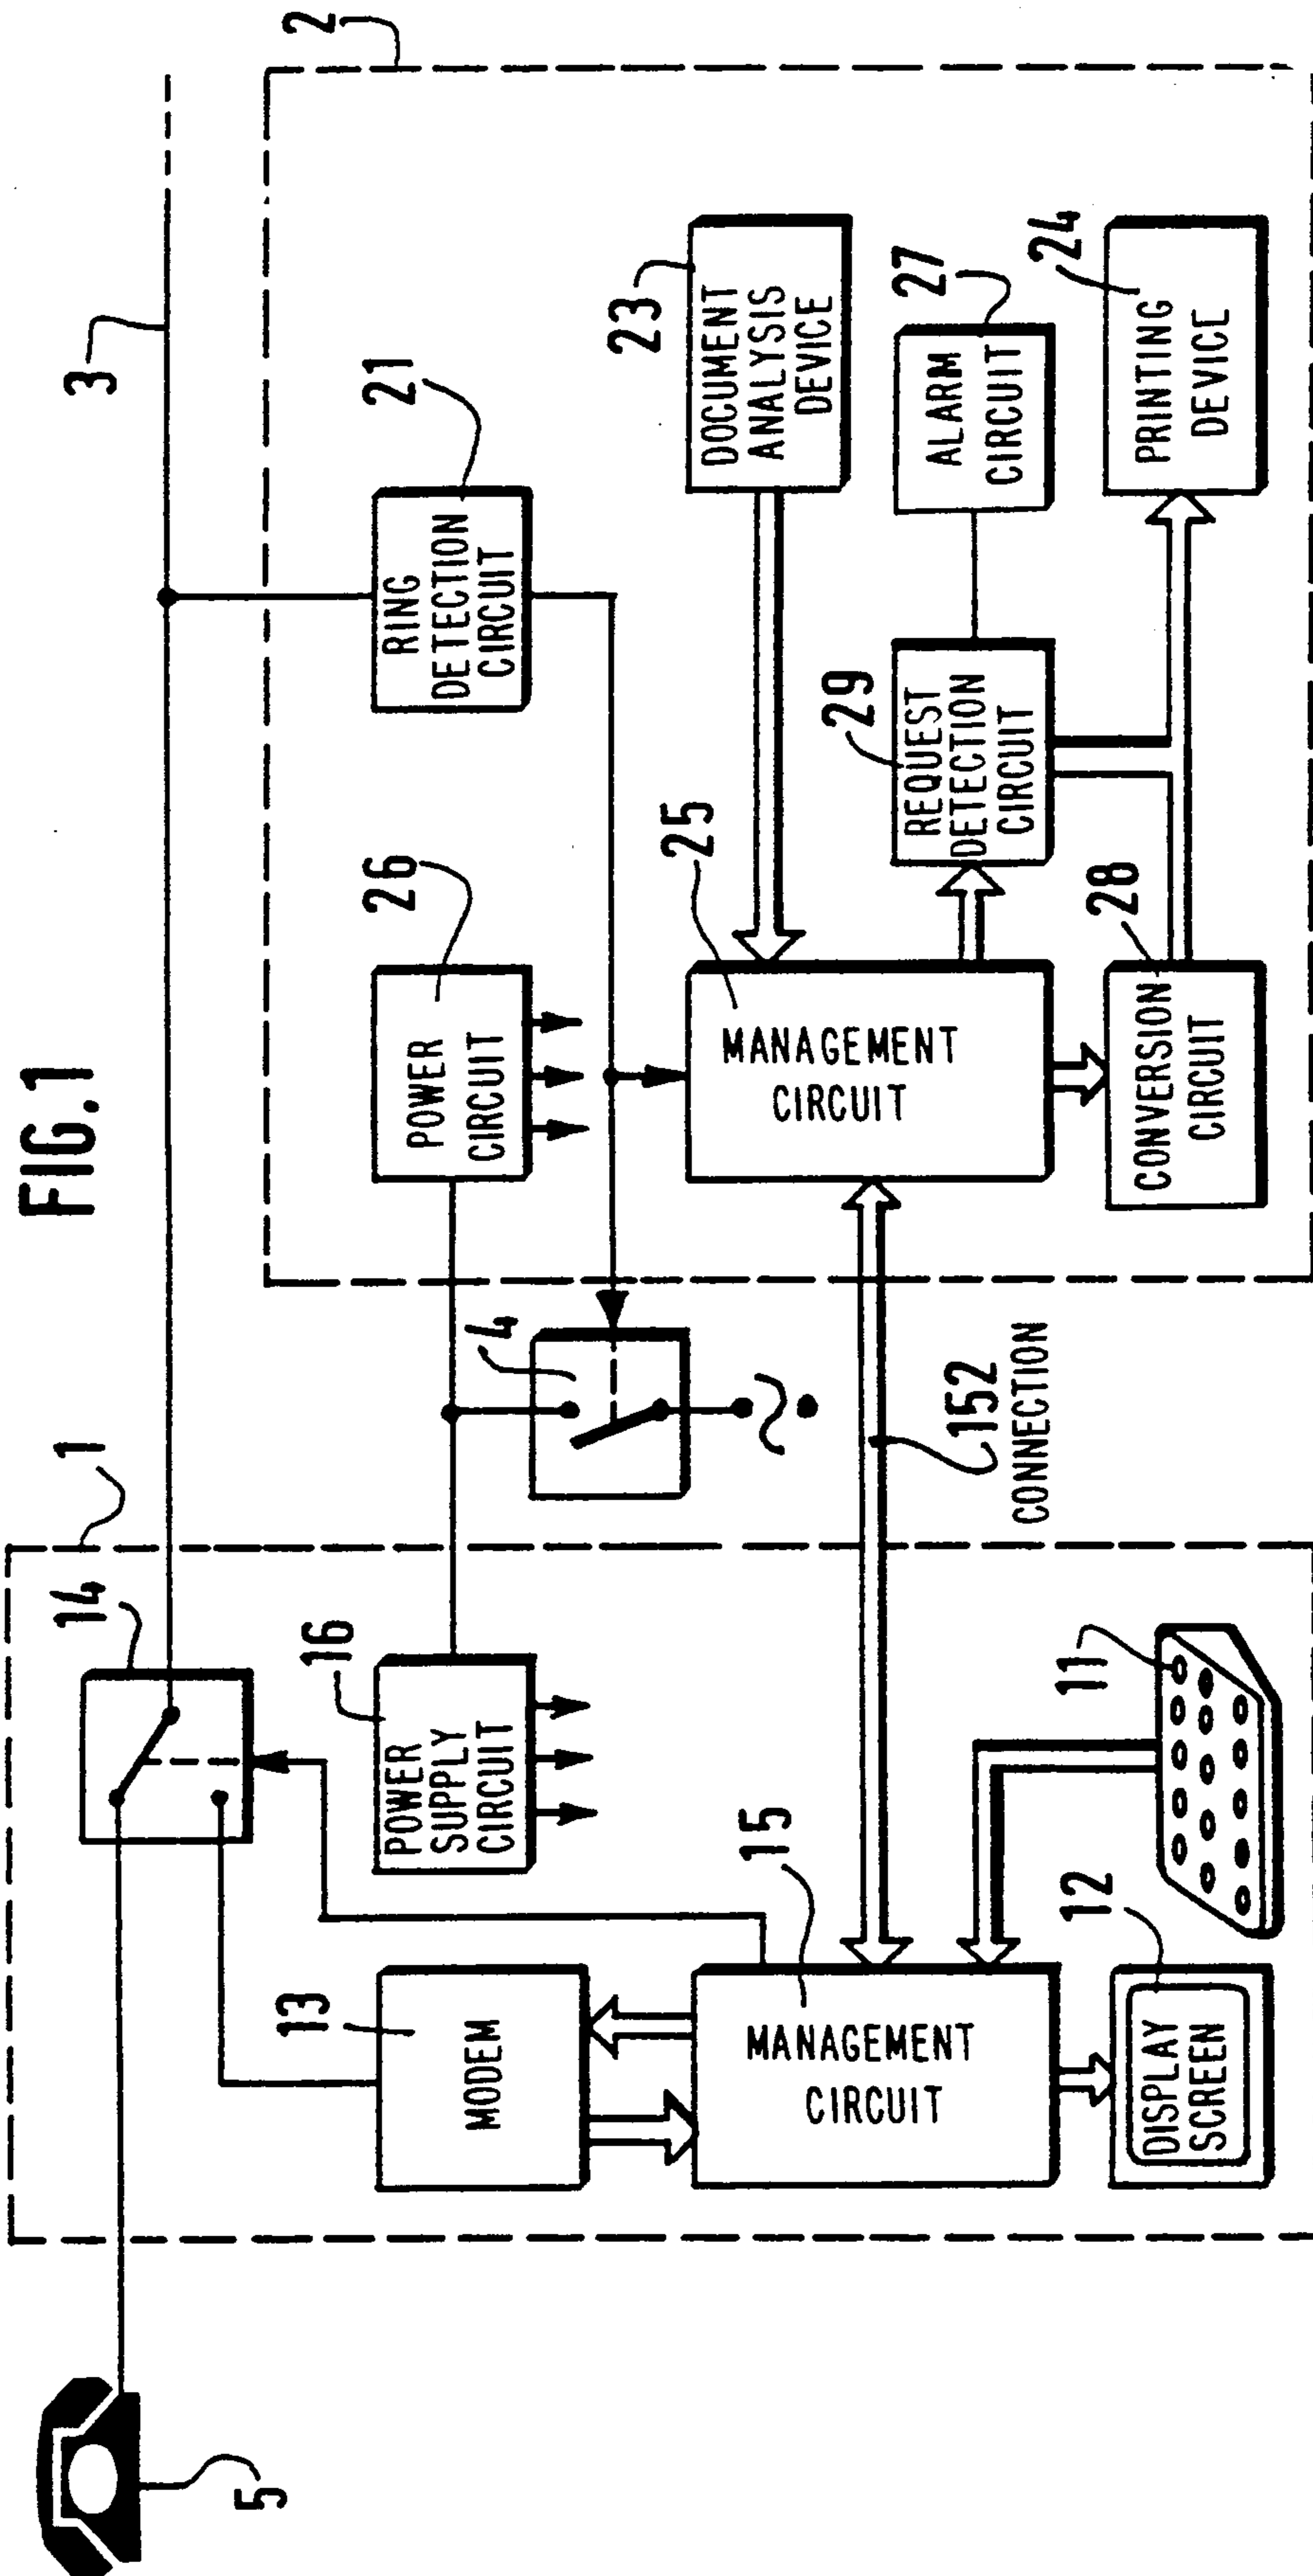 FIG.1
5
1
14
3
2
13
MODEM
16
POWER
SUPPLY
CIRCUIT
4
26
POWER
CIRCUIT
21
RING
DETECTION
CIRCUIT
15
MANAGEMENT
CIRCUIT
152
CONNECTION
25
MANAGEMENT
CIRCUIT
23
DOCUMENT
ANALYSIS
DEVICE
29
REQUEST
DETECTION
CIRCUIT
27
ALARM
CIRCUIT
12
DISPLAY
SCREEN
11
28
CONVERSION
CIRCUIT
24
PRINTING
DEVICE